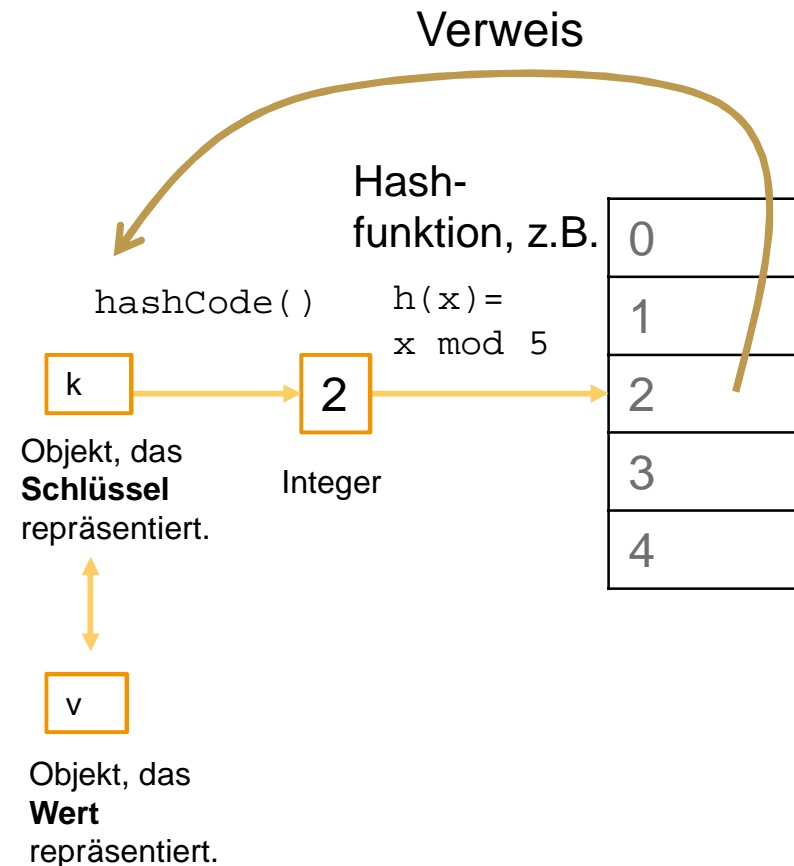 Verweis
Hash-
funktion, z.B.
hashCode()
h(x)=
x mod 5
k
2
Objekt, das
Schlüssel
repräsentiert.
Integer
v
Objekt, das
Wert
repräsentiert.
0
1
2
3
4